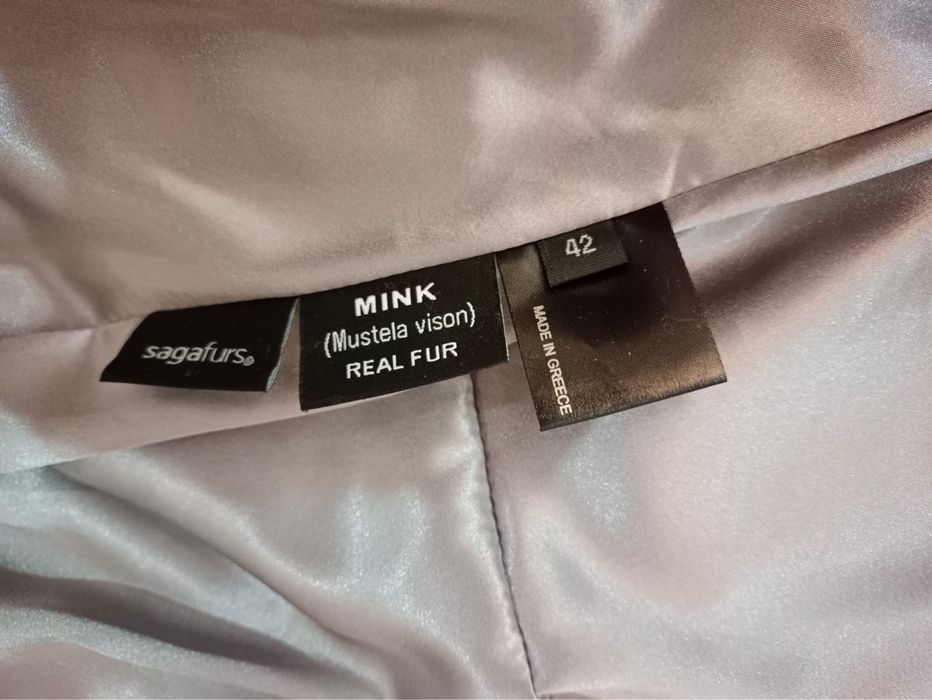 sagafurs®
MINK
(Mustela vison)
REAL FUR
42
MADE IN GREECE